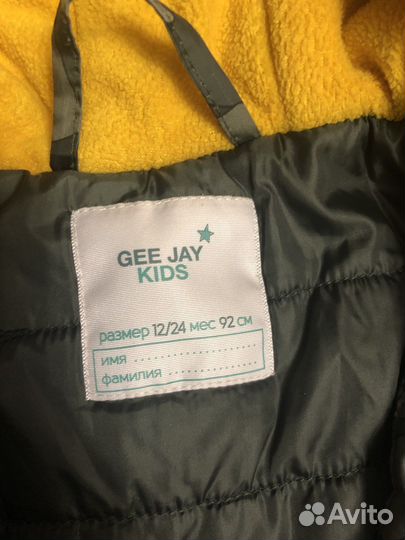 GEE JAY
KIDS
размер 12/24 мес 92 см
имя
фамилия
Avito